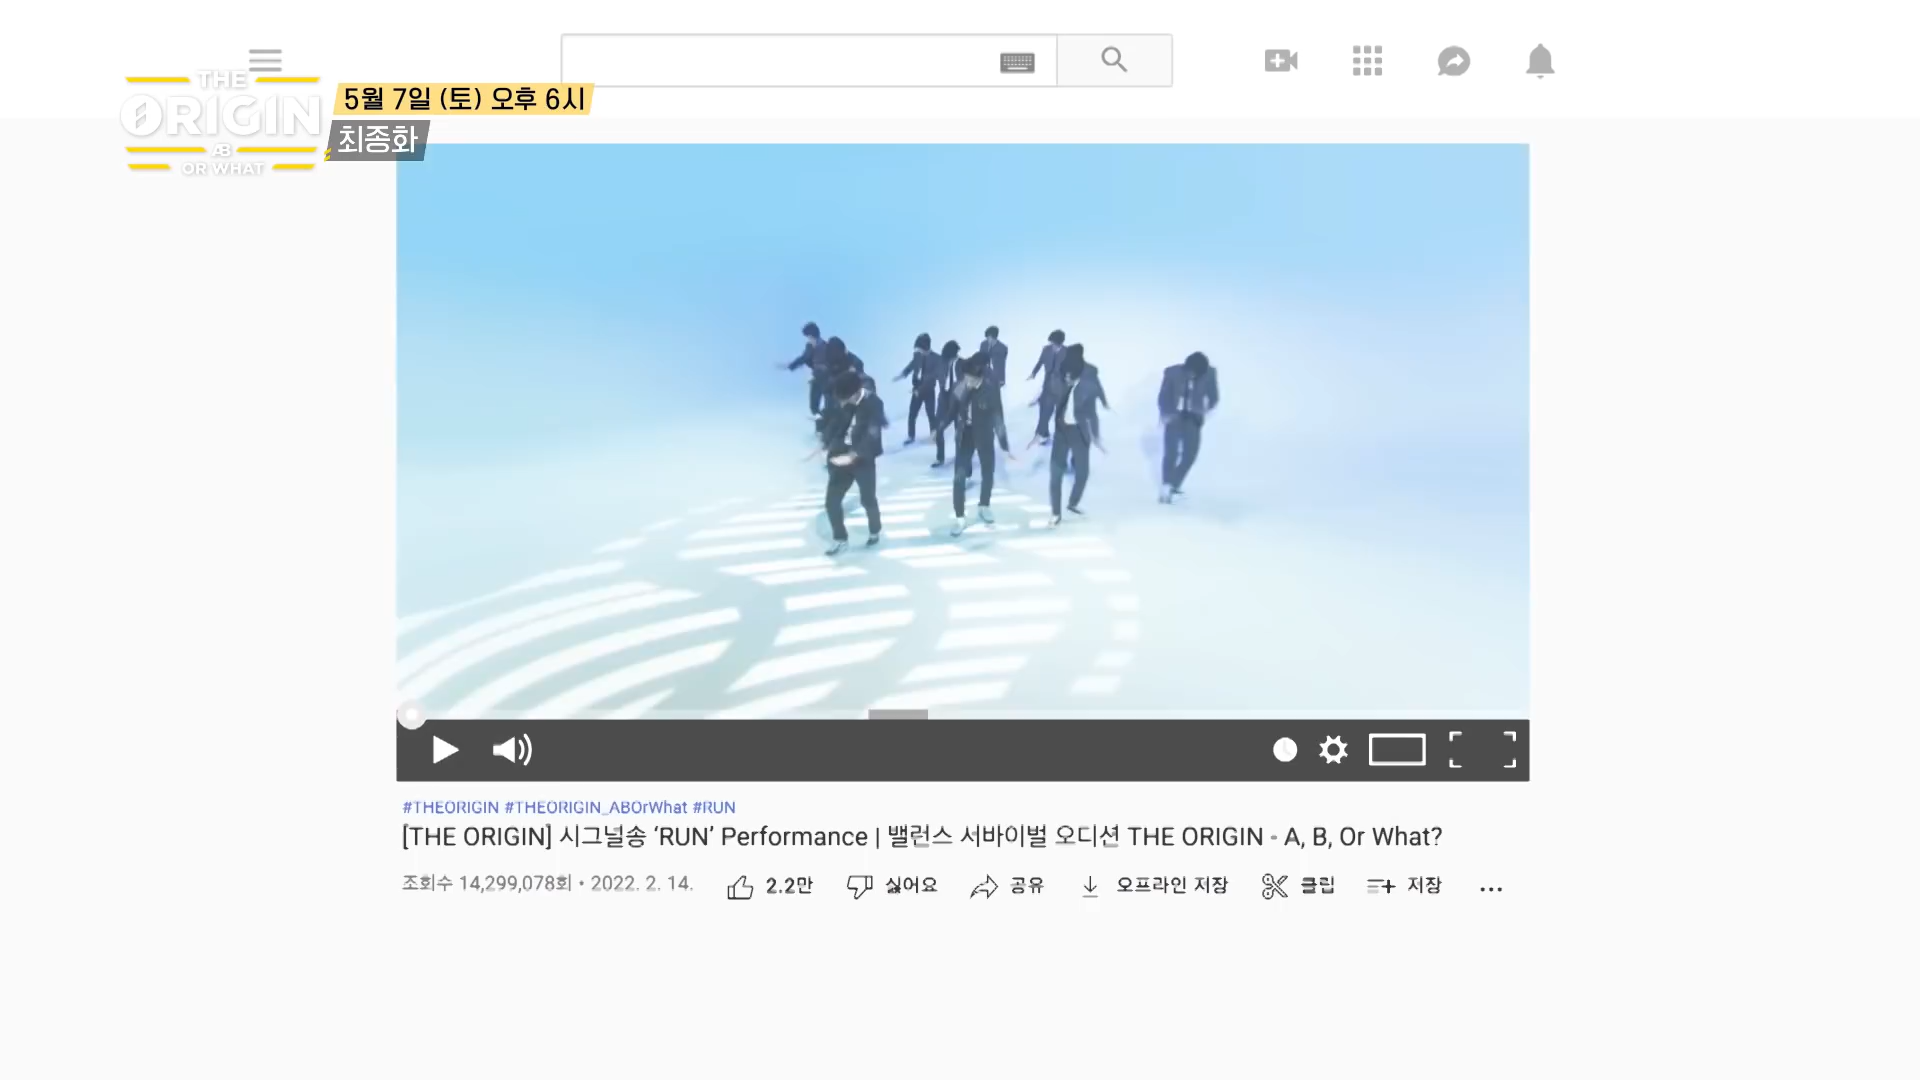 THE
ORIGIN
AB
OR WHAT
5월 7일 (토) 오후 6시
최종화
#THEORIGIN #THEORIGIN_ABOrWhat #RUN
[THE ORIGIN] 시그널송 ‘RUN’ Performance | 밸런스 서바이벌 오디션 THE ORIGIN - A, B, Or What?
조회수 14,299,078회 • 2022. 2. 14. 2.2만 싫어요 공유 오프라인 저장 클립 저장 ...